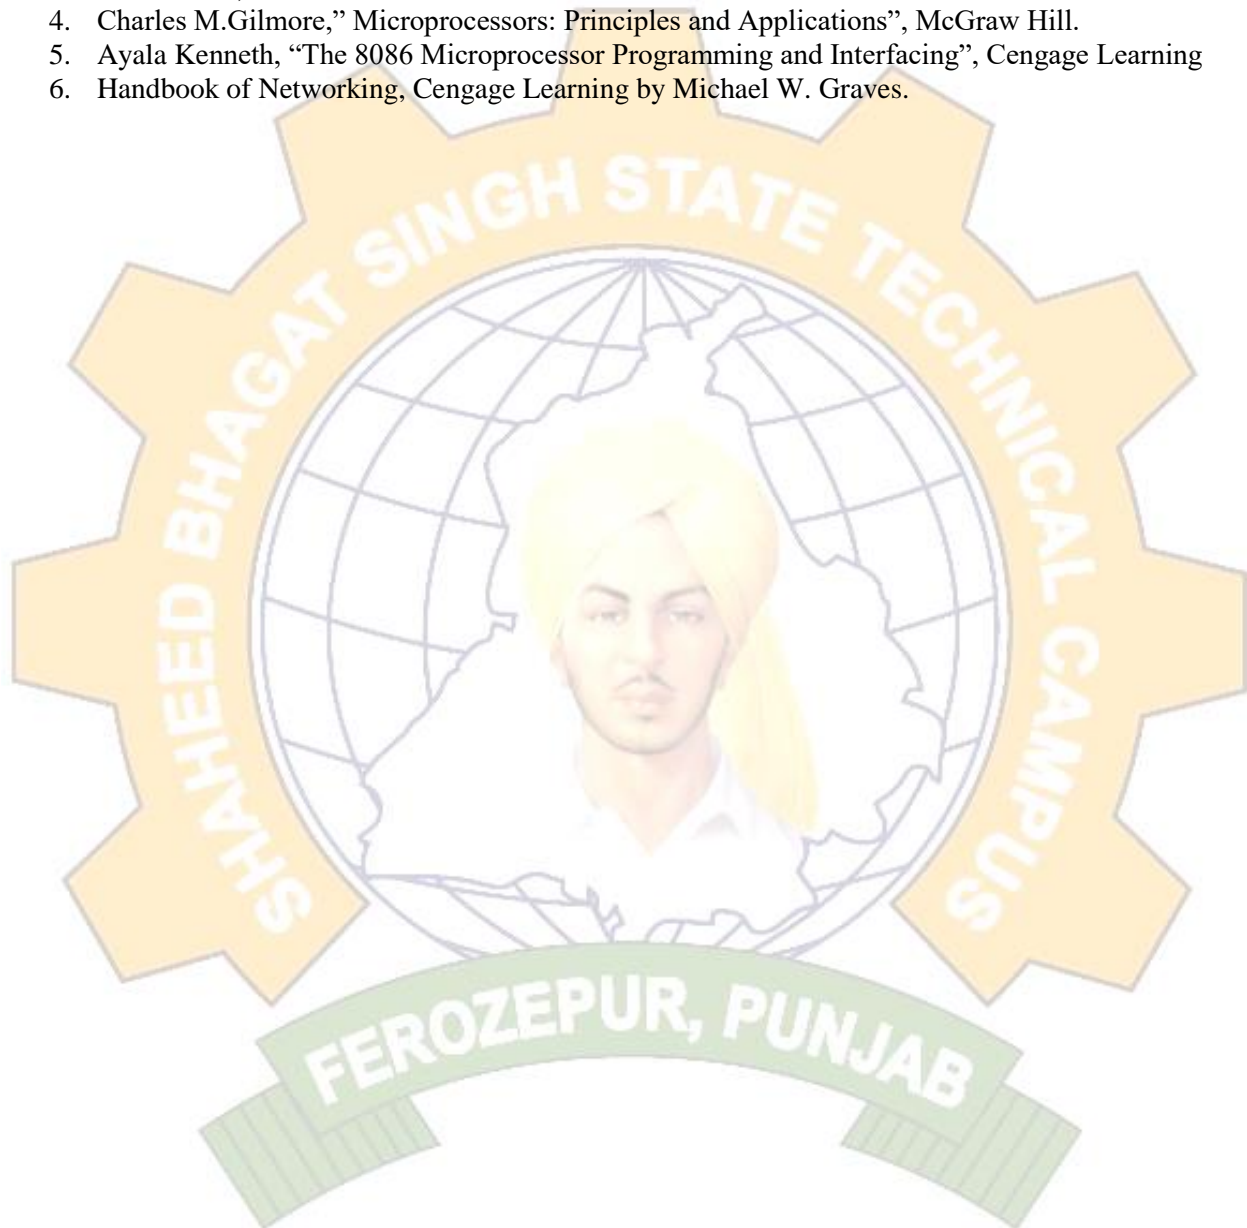 4. Charles M.Gilmore,” Microprocessors: Principles and Applications”, McGraw Hill.
5. Ayala Kenneth, “The 8086 Microprocessor Programming and Interfacing”, Cengage Learning
6. Handbook of Networking, Cengage Learning by Michael W. Graves.
SHAHEED BHAGAT SINGH STATE TECHNICAL CAMPUS
FEROZEPUR, PUNJAB